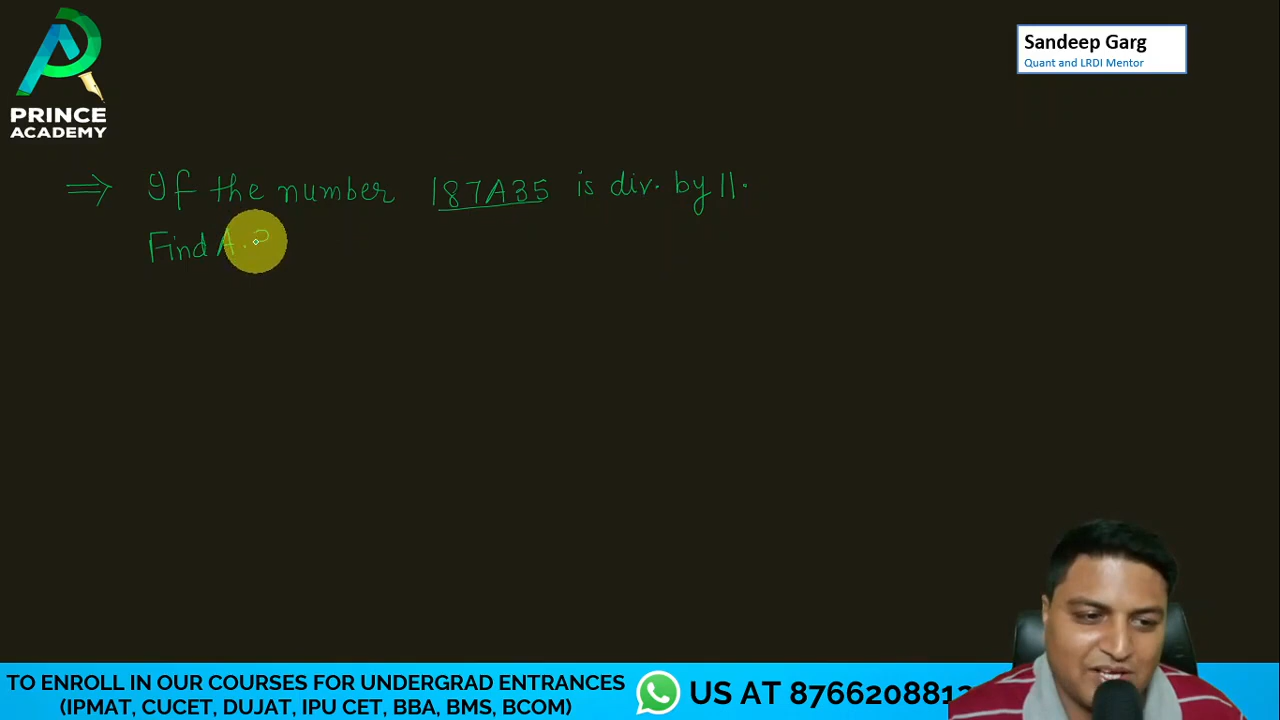 PRINCE
ACADEMY
Sandeep Garg
Quant and LRDI Mentor
⇒ If the number 187A35 is div. by 11.
Find A. ?
TO ENROLL IN OUR COURSES FOR UNDERGRAD ENTRANCES
(IPMAT, CUCET, DUJAT, IPU CET, BBA, BMS, BCOM)
US AT 876620881